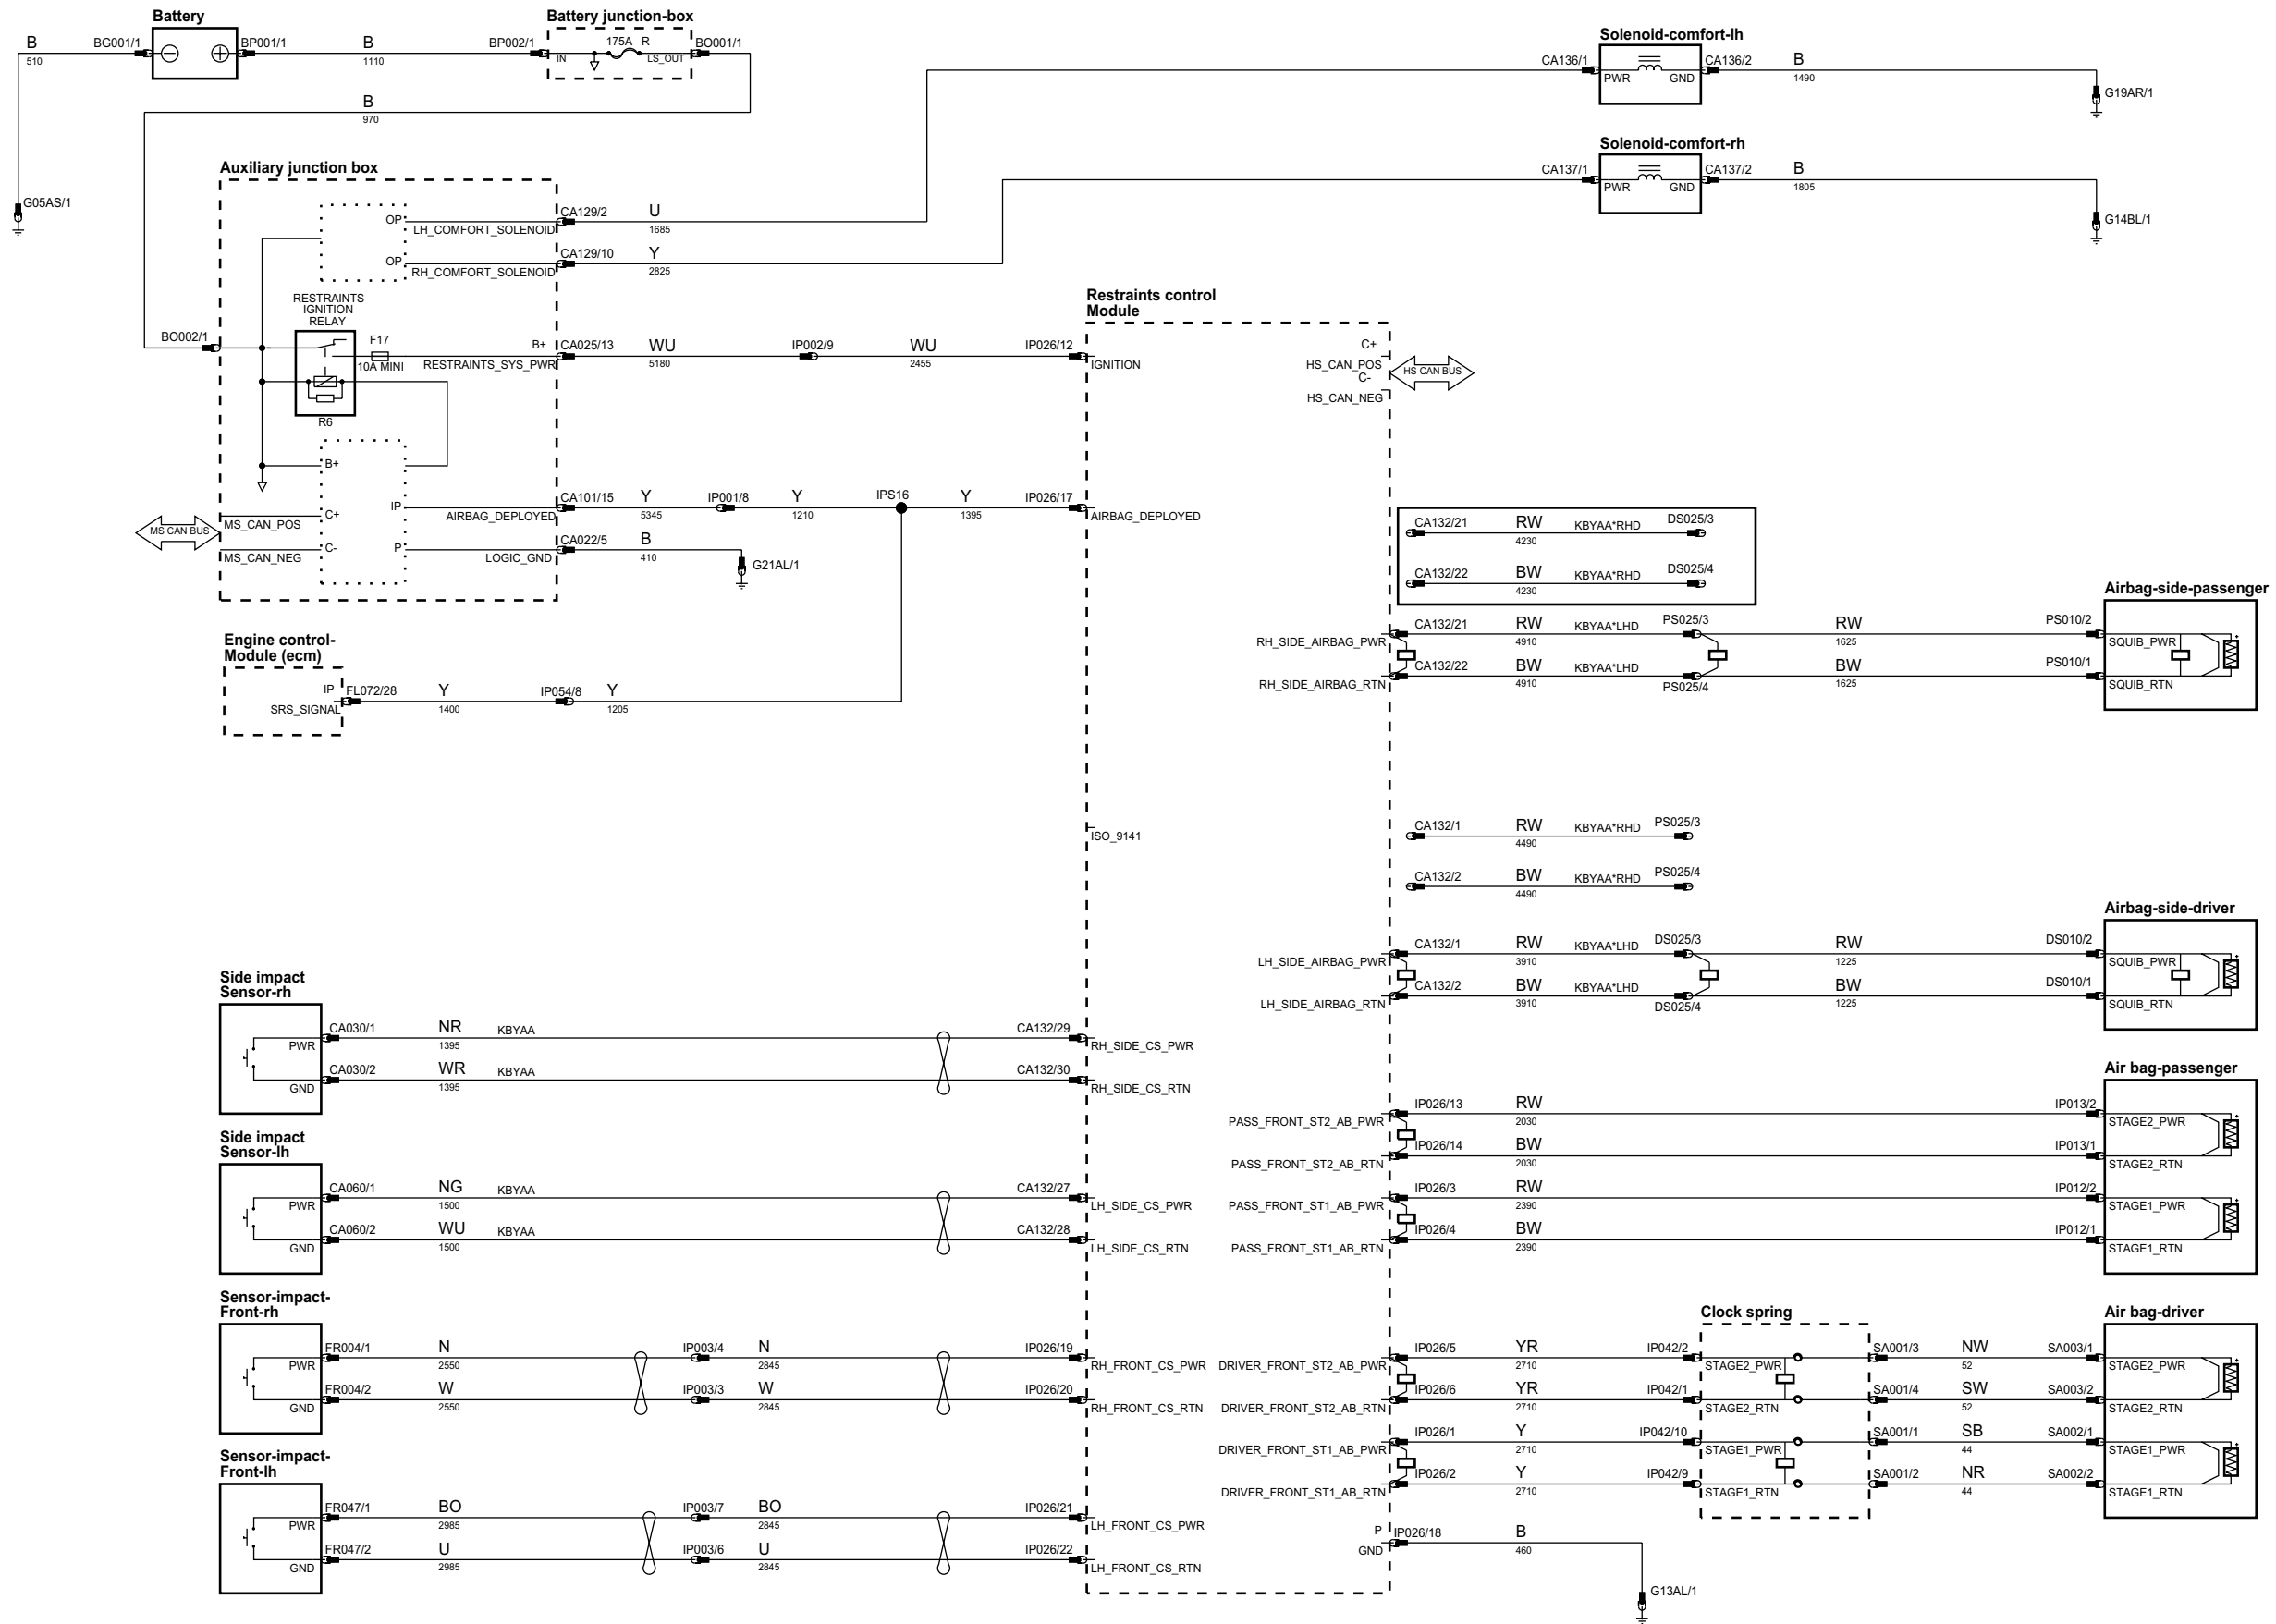 Battery
B
510
BG001/1
BP001/1
B
1110
BP002/1
Battery junction-box
175A R
IN
LS_OUT
BO001/1
B
970
G05AS/1
Solenoid-comfort-lh
CA136/1
PWR
GND
CA136/2
B
1490
G19AR/1
Solenoid-comfort-rh
CA137/1
PWR
GND
CA137/2
B
1805
G14BL/1
Auxiliary junction box
OP
LH_COMFORT_SOLENOID
CA129/2
U
1685
OP
RH_COMFORT_SOLENOID
CA129/10
Y
2825
RESTRAINTS
IGNITION
RELAY
BO002/1
F17
10A MINI
R6
B+
RESTRAINTS_SYS_PWR
CA025/13
WU
5180
IP002/9
WU
2455
IP026/12
B+
C+
C-
IP
P
MS CAN BUS
MS_CAN_POS
MS_CAN_NEG
AIRBAG_DEPLOYED
CA101/15
Y
5345
IP001/8
Y
1210
IPS16
Y
1395
IP026/17
LOGIC_GND
CA022/5
B
410
G21AL/1
Engine control-
Module (ecm)
IP
SRS_SIGNAL
FL072/28
Y
1400
IP054/8
Y
1205
Restraints control
Module
IGNITION
C+
HS_CAN_POS
C-
HS_CAN_NEG
HS CAN BUS
AIRBAG_DEPLOYED
CA132/21
RW
4230
KBYAA*RHD
DS025/3
CA132/22
BW
4230
KBYAA*RHD
DS025/4
RH_SIDE_AIRBAG_PWR
CA132/21
RW
4910
KBYAA*LHD
PS025/3
RW
1625
PS010/2
RH_SIDE_AIRBAG_RTN
CA132/22
BW
4910
KBYAA*LHD
PS025/4
BW
1625
PS010/1
Airbag-side-passenger
SQUIB_PWR
SQUIB_RTN
ISO_9141
CA132/1
RW
4490
KBYAA*RHD
PS025/3
CA132/2
BW
4490
KBYAA*RHD
PS025/4
LH_SIDE_AIRBAG_PWR
CA132/1
RW
3910
KBYAA*LHD
DS025/3
RW
1225
DS010/2
LH_SIDE_AIRBAG_RTN
CA132/2
BW
3910
KBYAA*LHD
DS025/4
BW
1225
DS010/1
Airbag-side-driver
SQUIB_PWR
SQUIB_RTN
Side impact
Sensor-rh
PWR
CA030/1
NR
1395
KBYAA
CA132/29
RH_SIDE_CS_PWR
GND
CA030/2
WR
1395
KBYAA
CA132/30
RH_SIDE_CS_RTN
Side impact
Sensor-lh
PWR
CA060/1
NG
1500
KBYAA
CA132/27
LH_SIDE_CS_PWR
GND
CA060/2
WU
1500
KBYAA
CA132/28
LH_SIDE_CS_RTN
Air bag-passenger
PASS_FRONT_ST2_AB_PWR
IP026/13
RW
2030
IP013/2
STAGE2_PWR
PASS_FRONT_ST2_AB_RTN
IP026/14
BW
2030
IP013/1
STAGE2_RTN
PASS_FRONT_ST1_AB_PWR
IP026/3
RW
2390
IP012/2
STAGE1_PWR
PASS_FRONT_ST1_AB_RTN
IP026/4
BW
2390
IP012/1
STAGE1_RTN
Sensor-impact-
Front-rh
PWR
FR004/1
N
2550
IP003/4
N
2845
IP026/19
RH_FRONT_CS_PWR
GND
FR004/2
W
2550
IP003/3
W
2845
IP026/20
RH_FRONT_CS_RTN
Sensor-impact-
Front-lh
PWR
FR047/1
BO
2985
IP003/7
BO
2845
IP026/21
LH_FRONT_CS_PWR
GND
FR047/2
U
2985
IP003/6
U
2845
IP026/22
LH_FRONT_CS_RTN
Clock spring
Air bag-driver
DRIVER_FRONT_ST2_AB_PWR
IP026/5
YR
2710
IP042/2
STAGE2_PWR
SA001/3
NW
52
SA003/1
STAGE2_PWR
DRIVER_FRONT_ST2_AB_RTN
IP026/6
YR
2710
IP042/1
STAGE2_RTN
SA001/4
SW
52
SA003/2
STAGE2_RTN
DRIVER_FRONT_ST1_AB_PWR
IP026/1
Y
2710
IP042/10
STAGE1_PWR
SA001/1
SB
44
SA002/1
STAGE1_PWR
DRIVER_FRONT_ST1_AB_RTN
IP026/2
Y
2710
IP042/9
STAGE1_RTN
SA001/2
NR
44
SA002/2
STAGE1_RTN
P
GND
IP026/18
B
460
G13AL/1